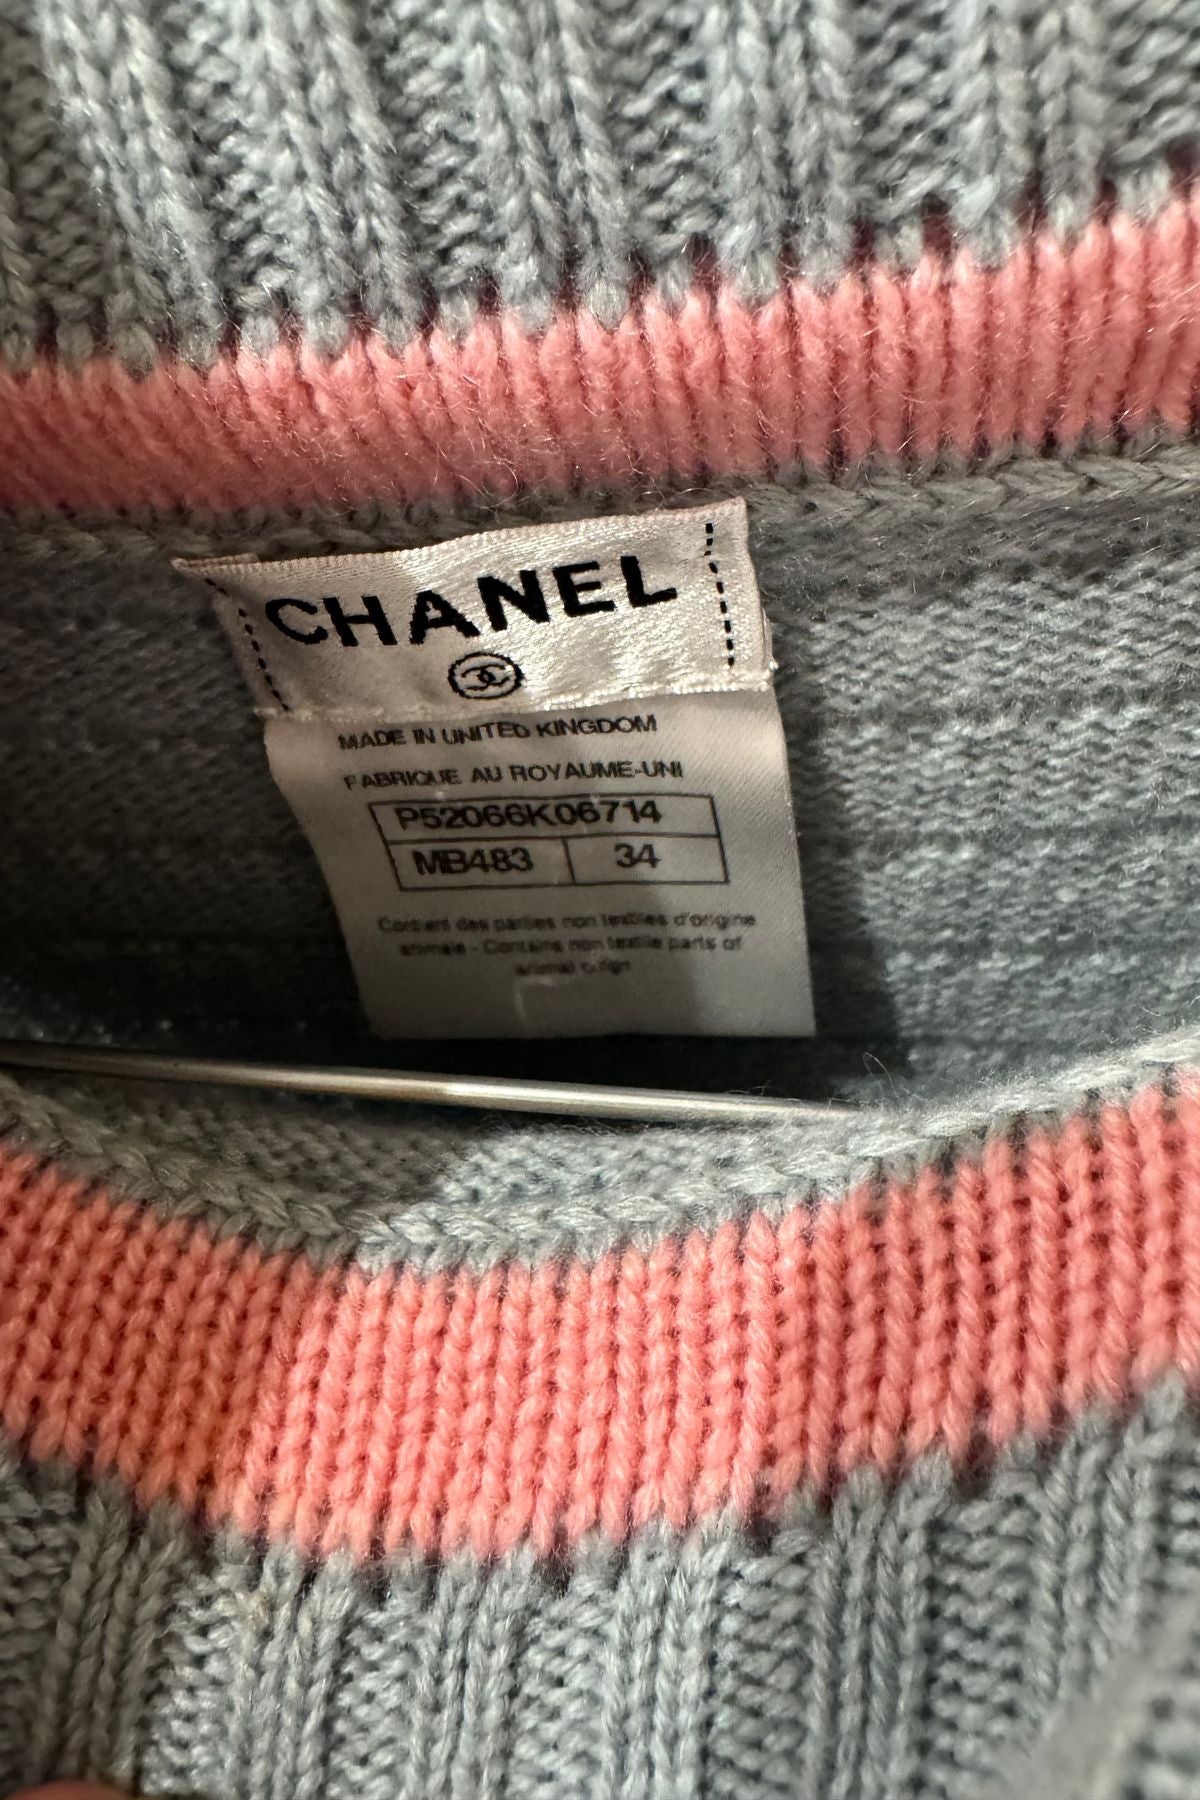 CHANEL
MADE IN UNITED KINGDOM
FABRIQUE AU ROYAUME-UNI
P52066K06714
MB483 34
Contient des parties non textiles d'origine
animale - Contains non textile parts of
animal origin